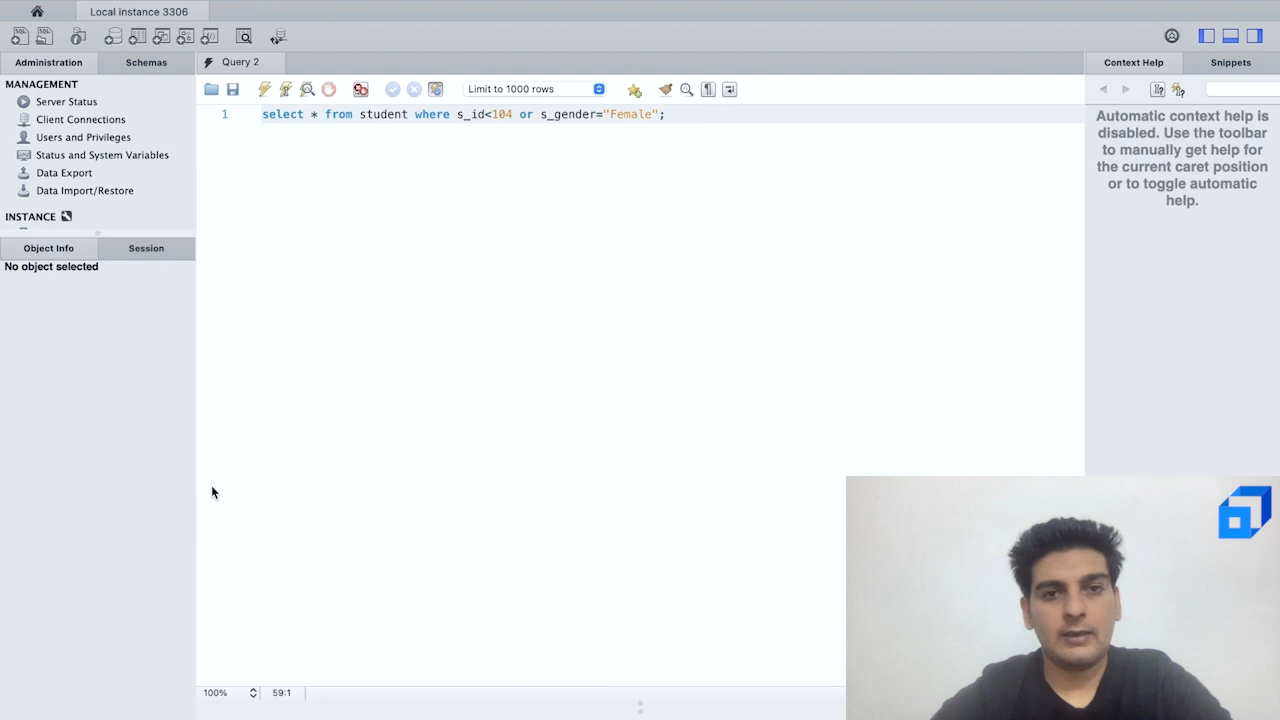 Local instance 3306
Administration
Schemas
Query 2
Context Help
Snippets
MANAGEMENT
Server Status
Client Connections
Users and Privileges
Status and System Variables
Data Export
Data Import/Restore
INSTANCE
Object Info
Session
No object selected
Limit to 1000 rows
1 select * from student where s_id<104 or s_gender="Female";
Automatic context help is
disabled. Use the toolbar
to manually get help for
the current caret position
or to toggle automatic
help.
100%
59:1